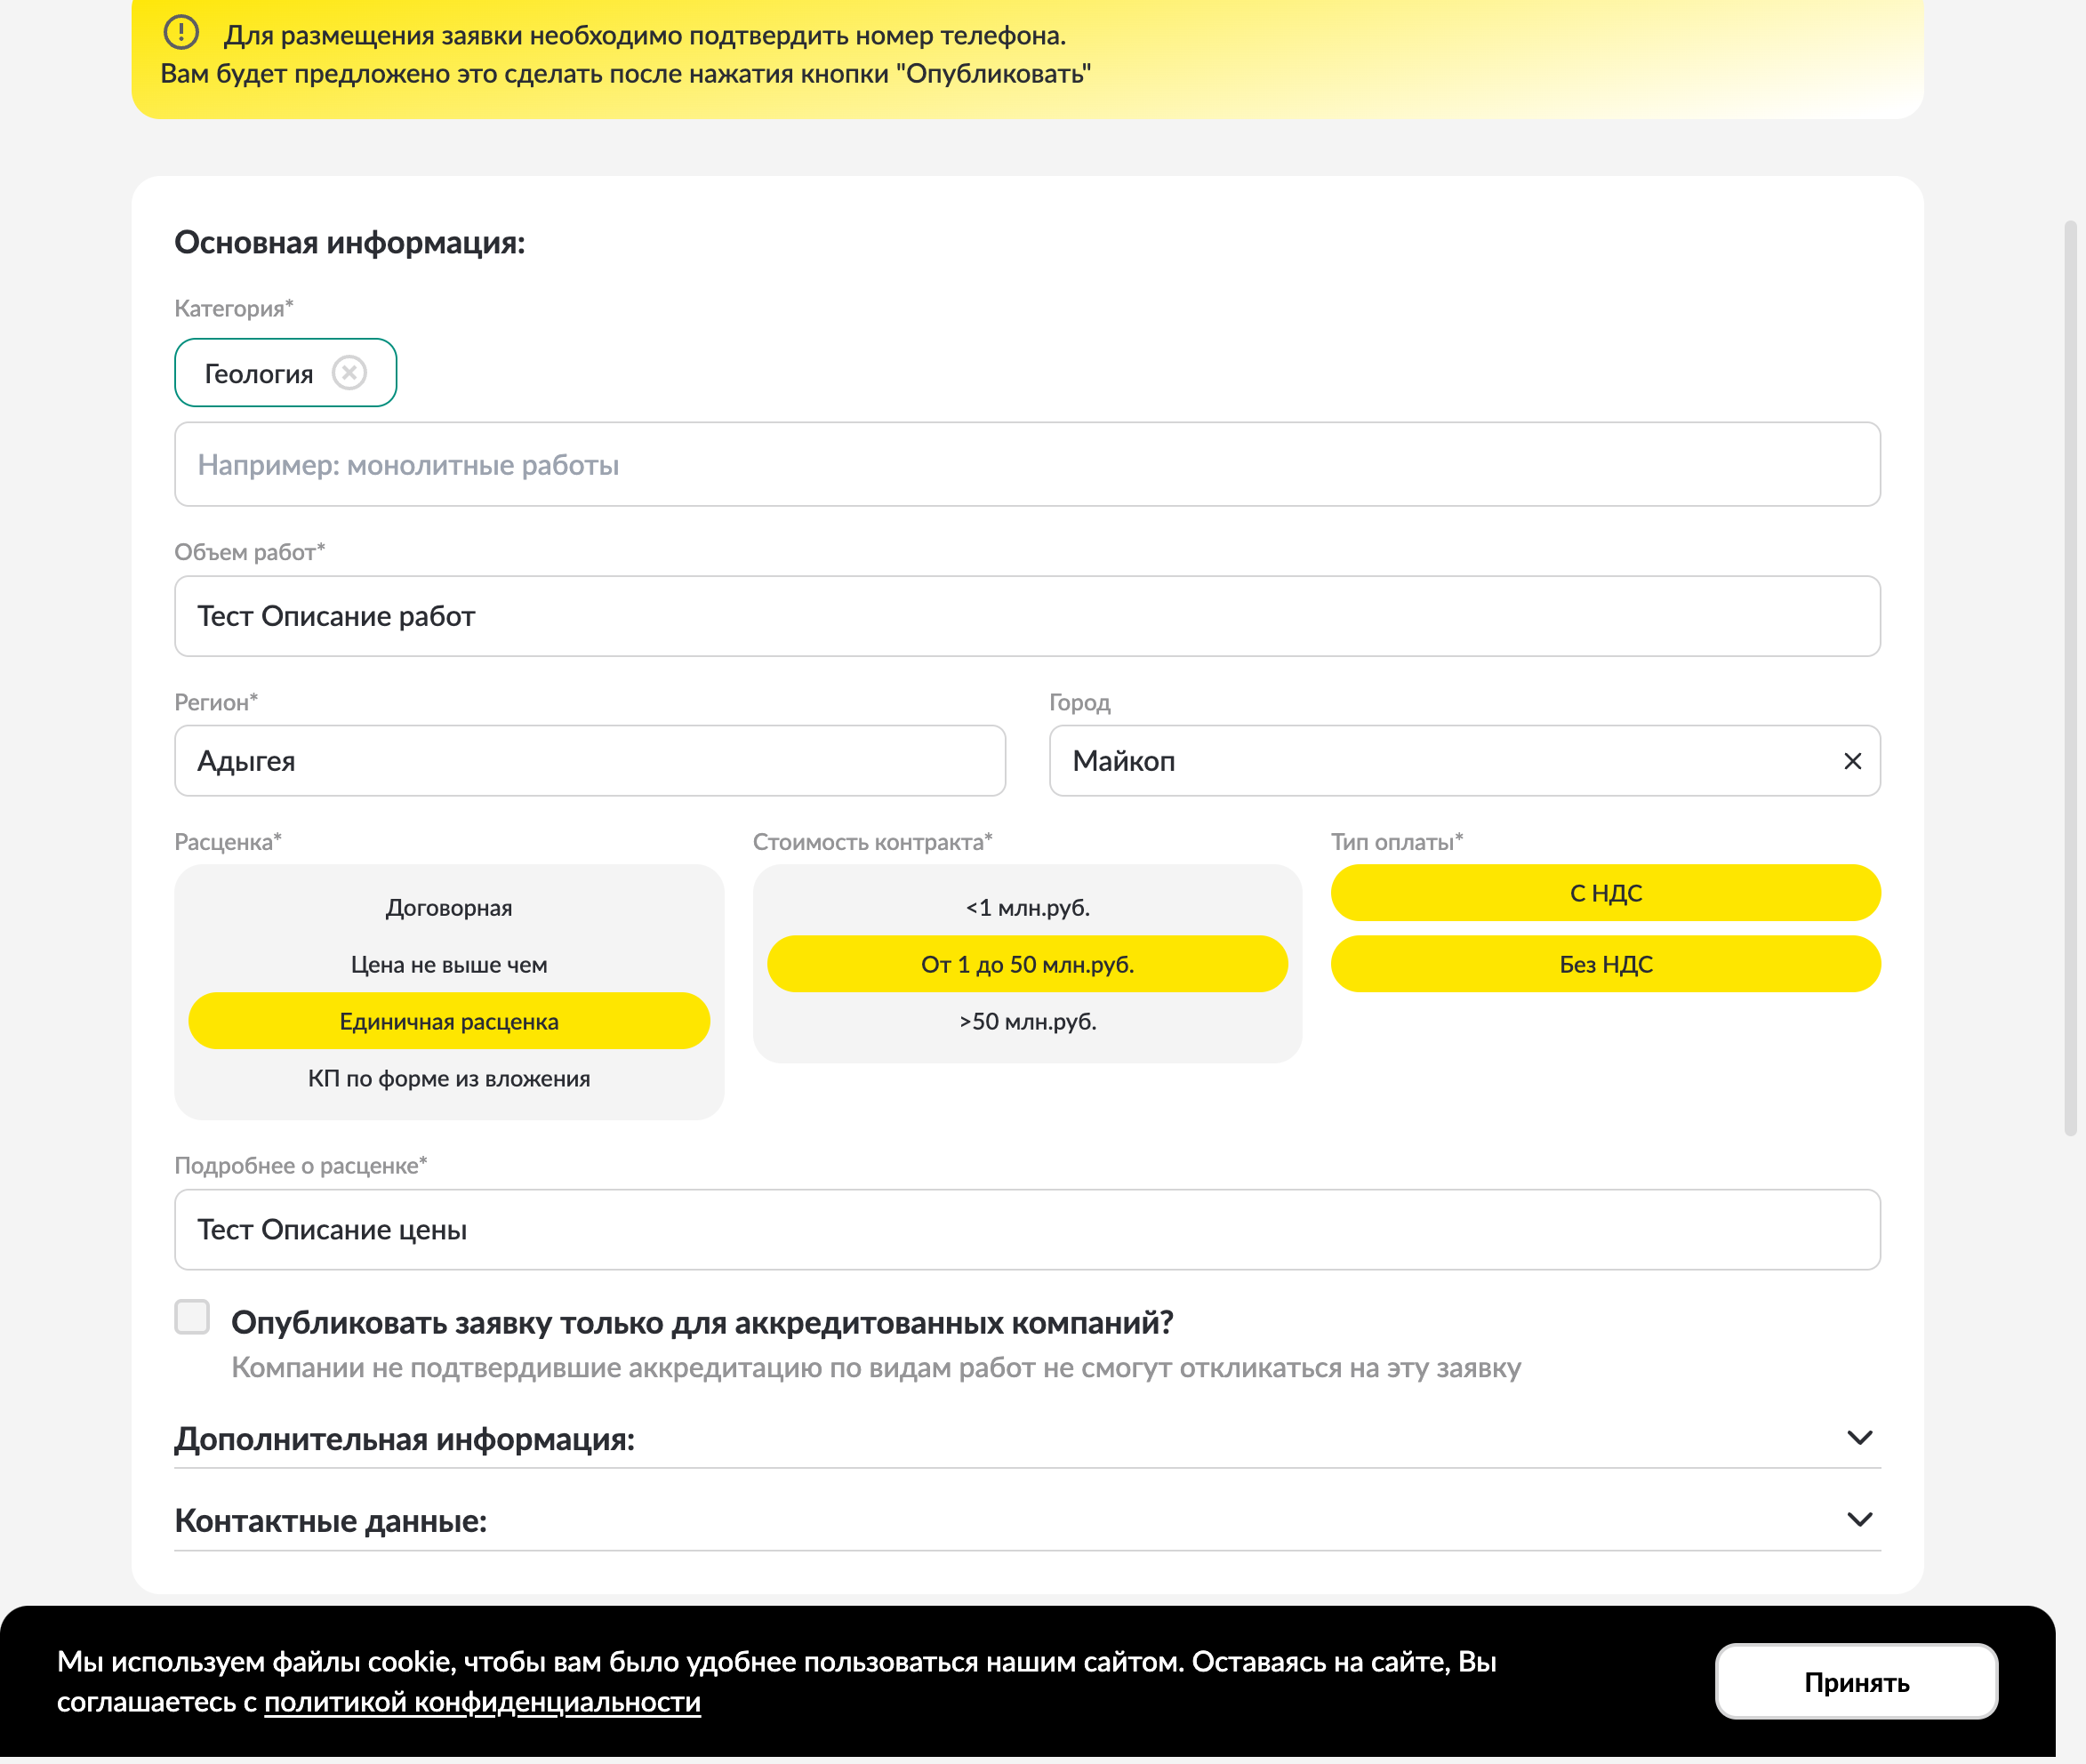 Для размещения заявки необходимо подтвердить номер телефона.
Вам будет предложено это сделать после нажатия кнопки "Опубликовать"
Основная информация:
Категория*
Геология
Например: монолитные работы
Объем работ*
Тест Описание работ
Регион*
Город
Адыгея
Майкоп
Расценка*
Стоимость контракта*
Тип оплаты*
Договорная
Цена не выше чем
Единичная расценка
КП по форме из вложения
<1 млн.руб.
От 1 до 50 млн.руб.
>50 млн.руб.
С НДС
Без НДС
Подробнее о расценке*
Тест Описание цены
Опубликовать заявку только для аккредитованных компаний?
Компании не подтвердившие аккредитацию по видам работ не смогут откликаться на эту заявку
Дополнительная информация:
Контактные данные:
Мы используем файлы cookie, чтобы вам было удобнее пользоваться нашим сайтом. Оставаясь на сайте, Вы
соглашаетесь с политикой конфиденциальности
Принять